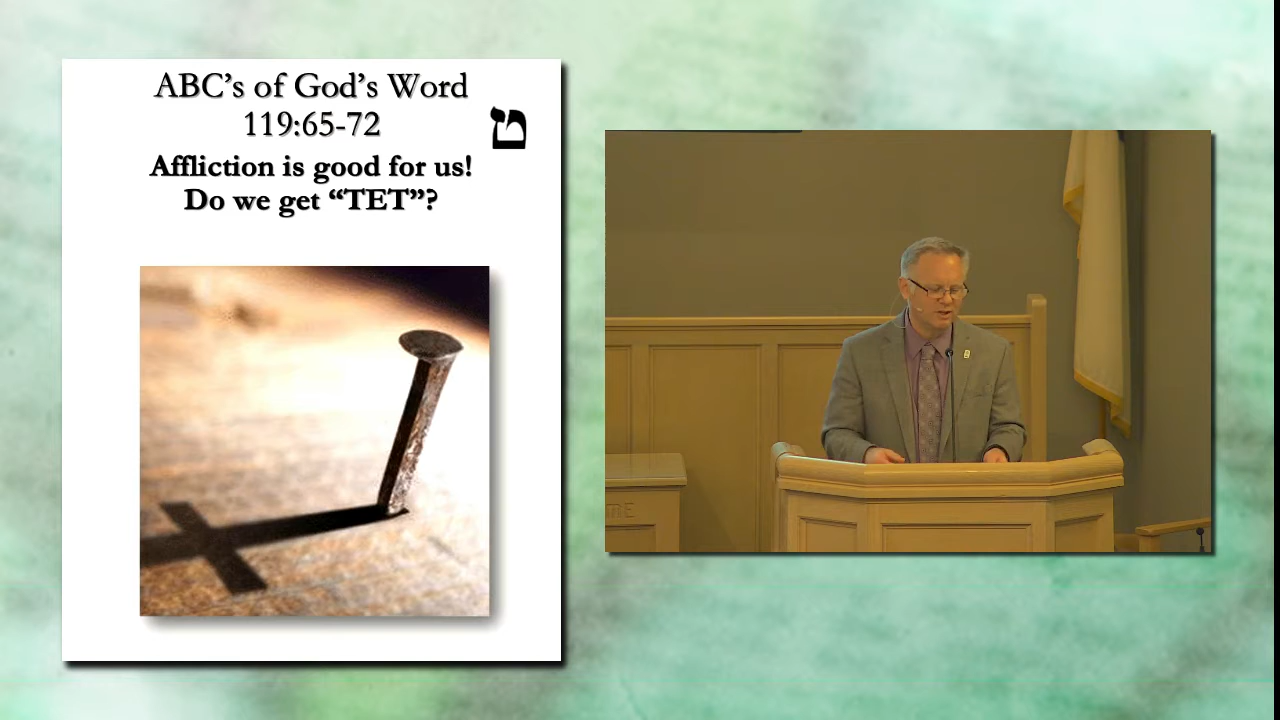 ABC’s of God’s Word
119:65-72
ט
Affliction is good for us!
Do we get “TET”?